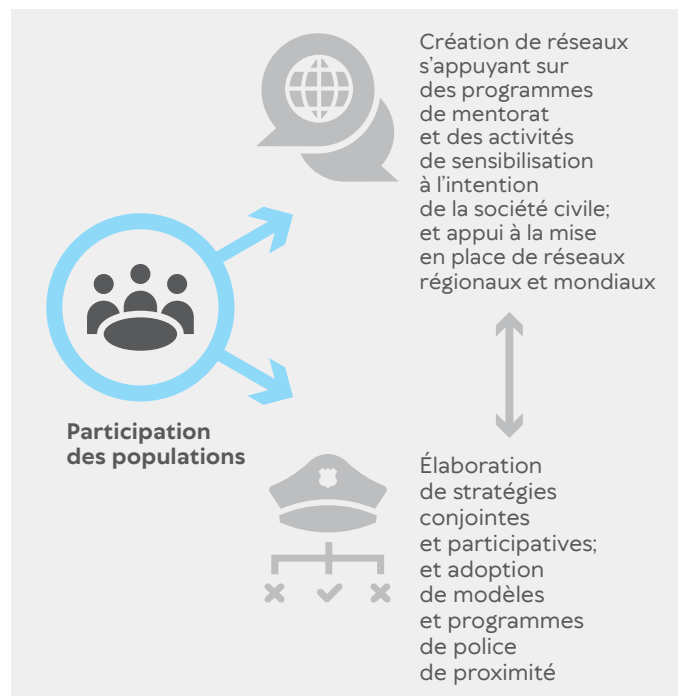 Création de réseaux
s'appuyant sur
des programmes
de mentorat
et des activités
de sensibilisation
à l'intention
de la société civile;
et appui à la mise
en place de réseaux
régionaux et mondiaux
Participation
des populations
Élaboration
de stratégies
conjointes
et participatives;
et adoption
de modèles
et programmes
de police
de proximité